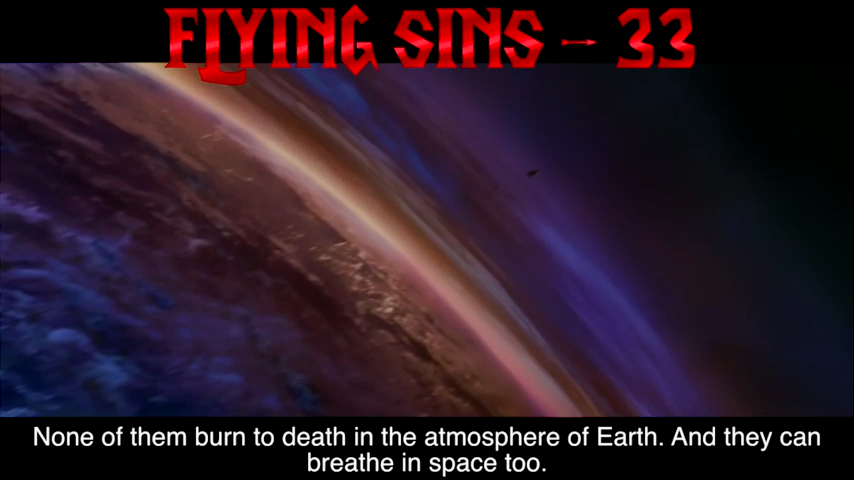 FLYING SINS - 33
None of them burn to death in the atmosphere of Earth. And they can
breathe in space too.